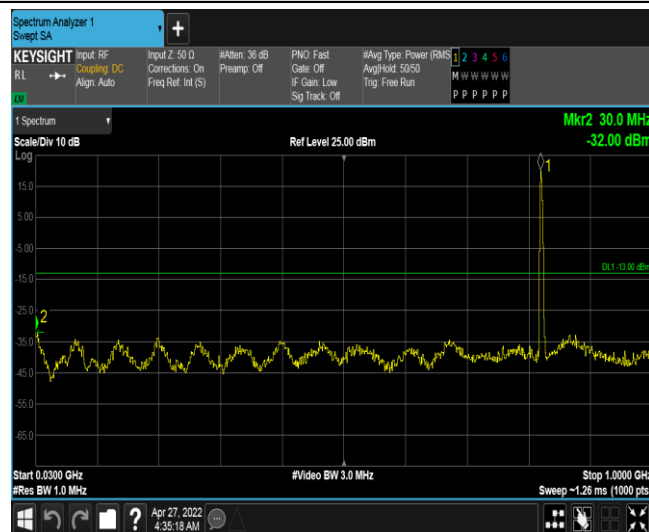 Spectrum Analyzer 1
Swept SA
+
KEYSIGHT
RL
Input: RF
Coupling: DC
Align: Auto
Input Z: 50 Ω
Corrections: On
Freq Ref: Int (S)
#Atten: 36 dB
Preamp: Off
PNO: Fast
Gate: Off
IF Gain: Low
Sig Track: Off
#Avg Type: Power (RMS
Avg|Hold: 50/50
Trig: Free Run
1 2 3 4 5 6
M W W W W W
P P P P P P
1 Spectrum
Scale/Div 10 dB
Ref Level 25.00 dBm
Mkr2 30.0 MHz
-32.00 dBm
Log
1
15.0
5.00
-5.00
DL1 -13.00 dBm
-15.0
-25.0
2
-35.0
-45.0
-55.0
-65.0
Start 0.0300 GHz
#Video BW 3.0 MHz
Stop 1.0000 GHz
#Res BW 1.0 MHz
Sweep ~1.26 ms (1000 pts)
?
Apr 27, 2022
4:35:18 AM